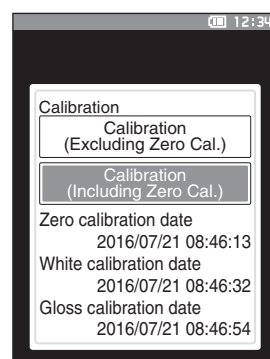 12:34
Calibration
Calibration
(Excluding Zero Cal.)
Calibration
(Including Zero Cal.)
Zero calibration date
2016/07/21 08:46:13
White calibration date
2016/07/21 08:46:32
Gloss calibration date
2016/07/21 08:46:54